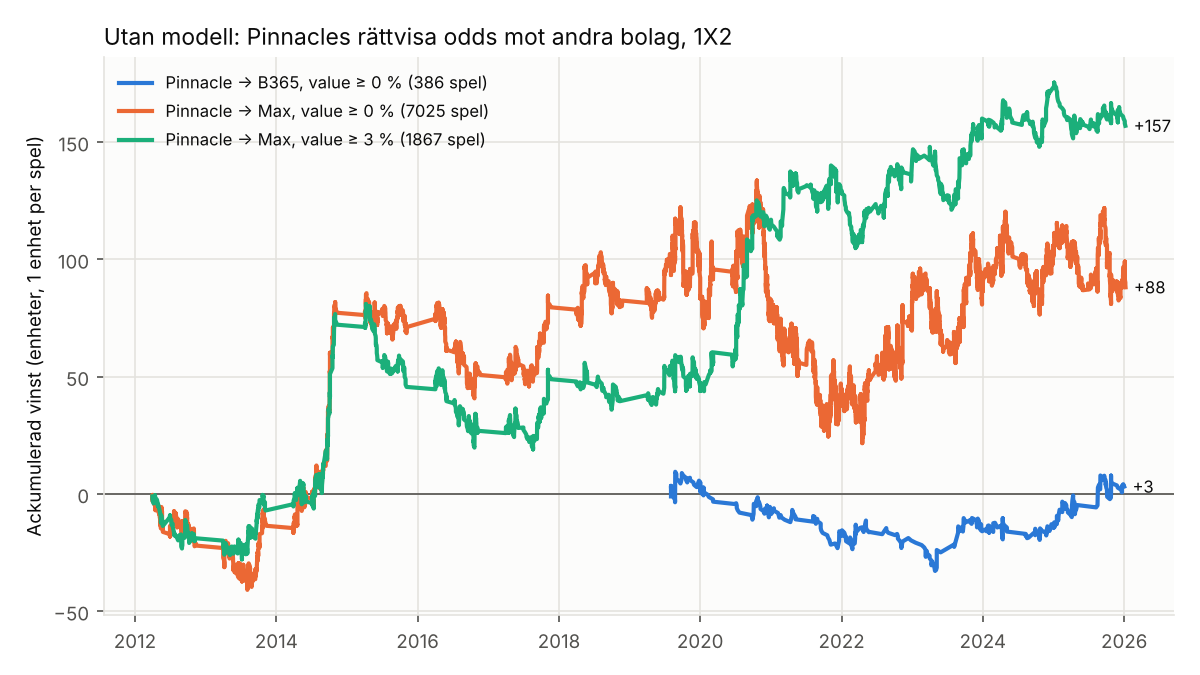 Utan modell: Pinnacles rättvisa odds mot andra bolag, 1X2
Pinnacle → B365, value ≥ 0 % (386 spel)
Pinnacle → Max, value ≥ 0 % (7025 spel)
Pinnacle → Max, value ≥ 3 % (1867 spel)
Ackumulerad vinst (enheter, 1 enhet per spel)
150
100
50
0
−50
+157
+88
+3
2012 2014 2016 2018 2020 2022 2024 2026